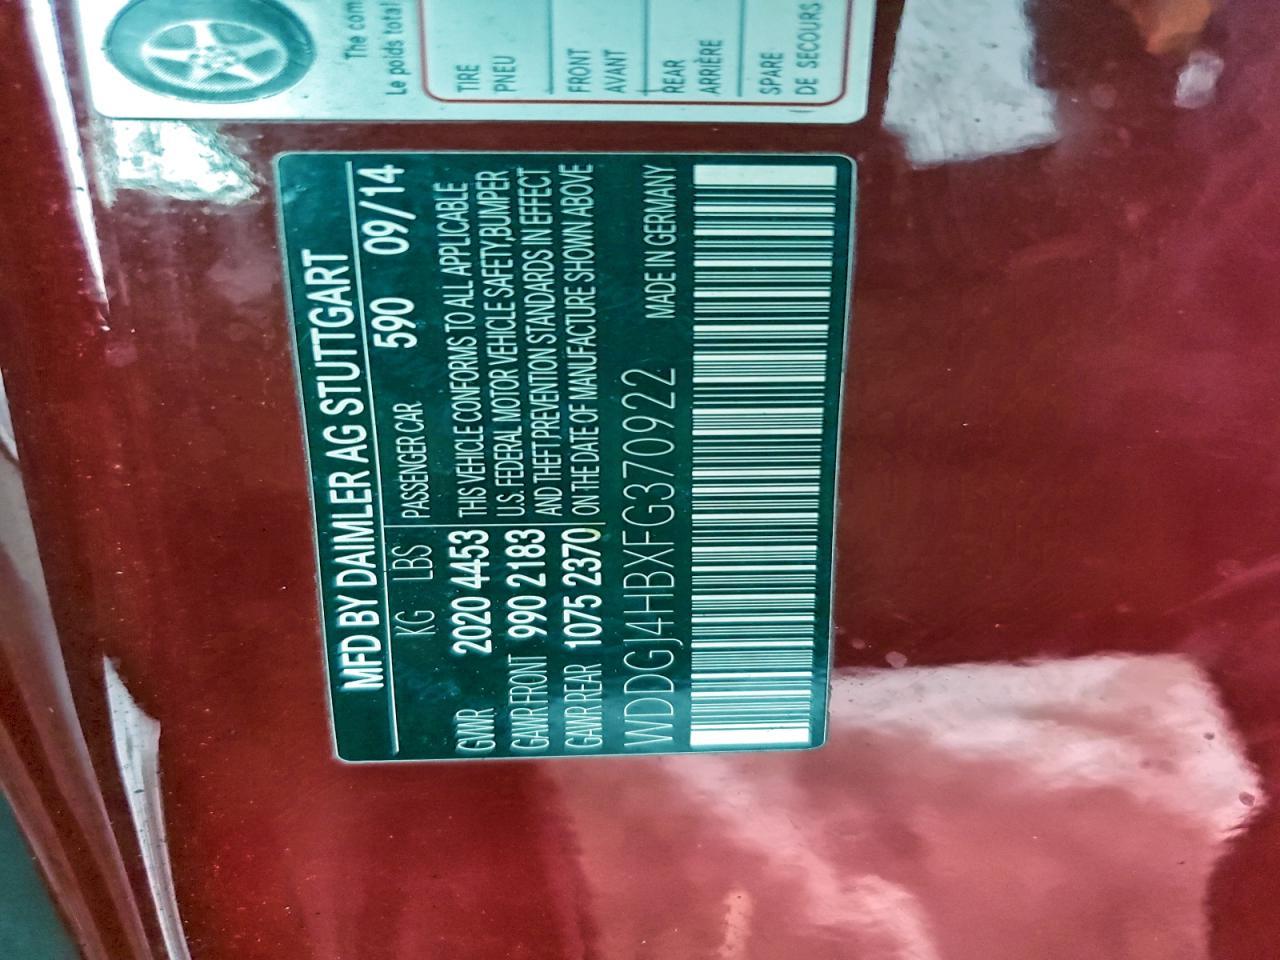 MFD BY DAIMLER AG STUTTGART
KG LBS PASSENGER CAR 590 09/14
GVWR 2020 4453 THIS VEHICLE CONFORMS TO ALL APPLICABLE
GAWR FRONT 990 2183 U.S. FEDERAL MOTOR VEHICLE SAFETY,BUMPER
AND THEFT PREVENTION STANDARDS IN EFFECT
GAWR REAR 1075 2370 ON THE DATE OF MANUFACTURE SHOWN ABOVE
WDDGJ4HBXFG370922 MADE IN GERMANY
The com
Le poids total
TIRE
PNEU
FRONT
AVANT
REAR
ARRIÈRE
SPARE
DE SECOURS